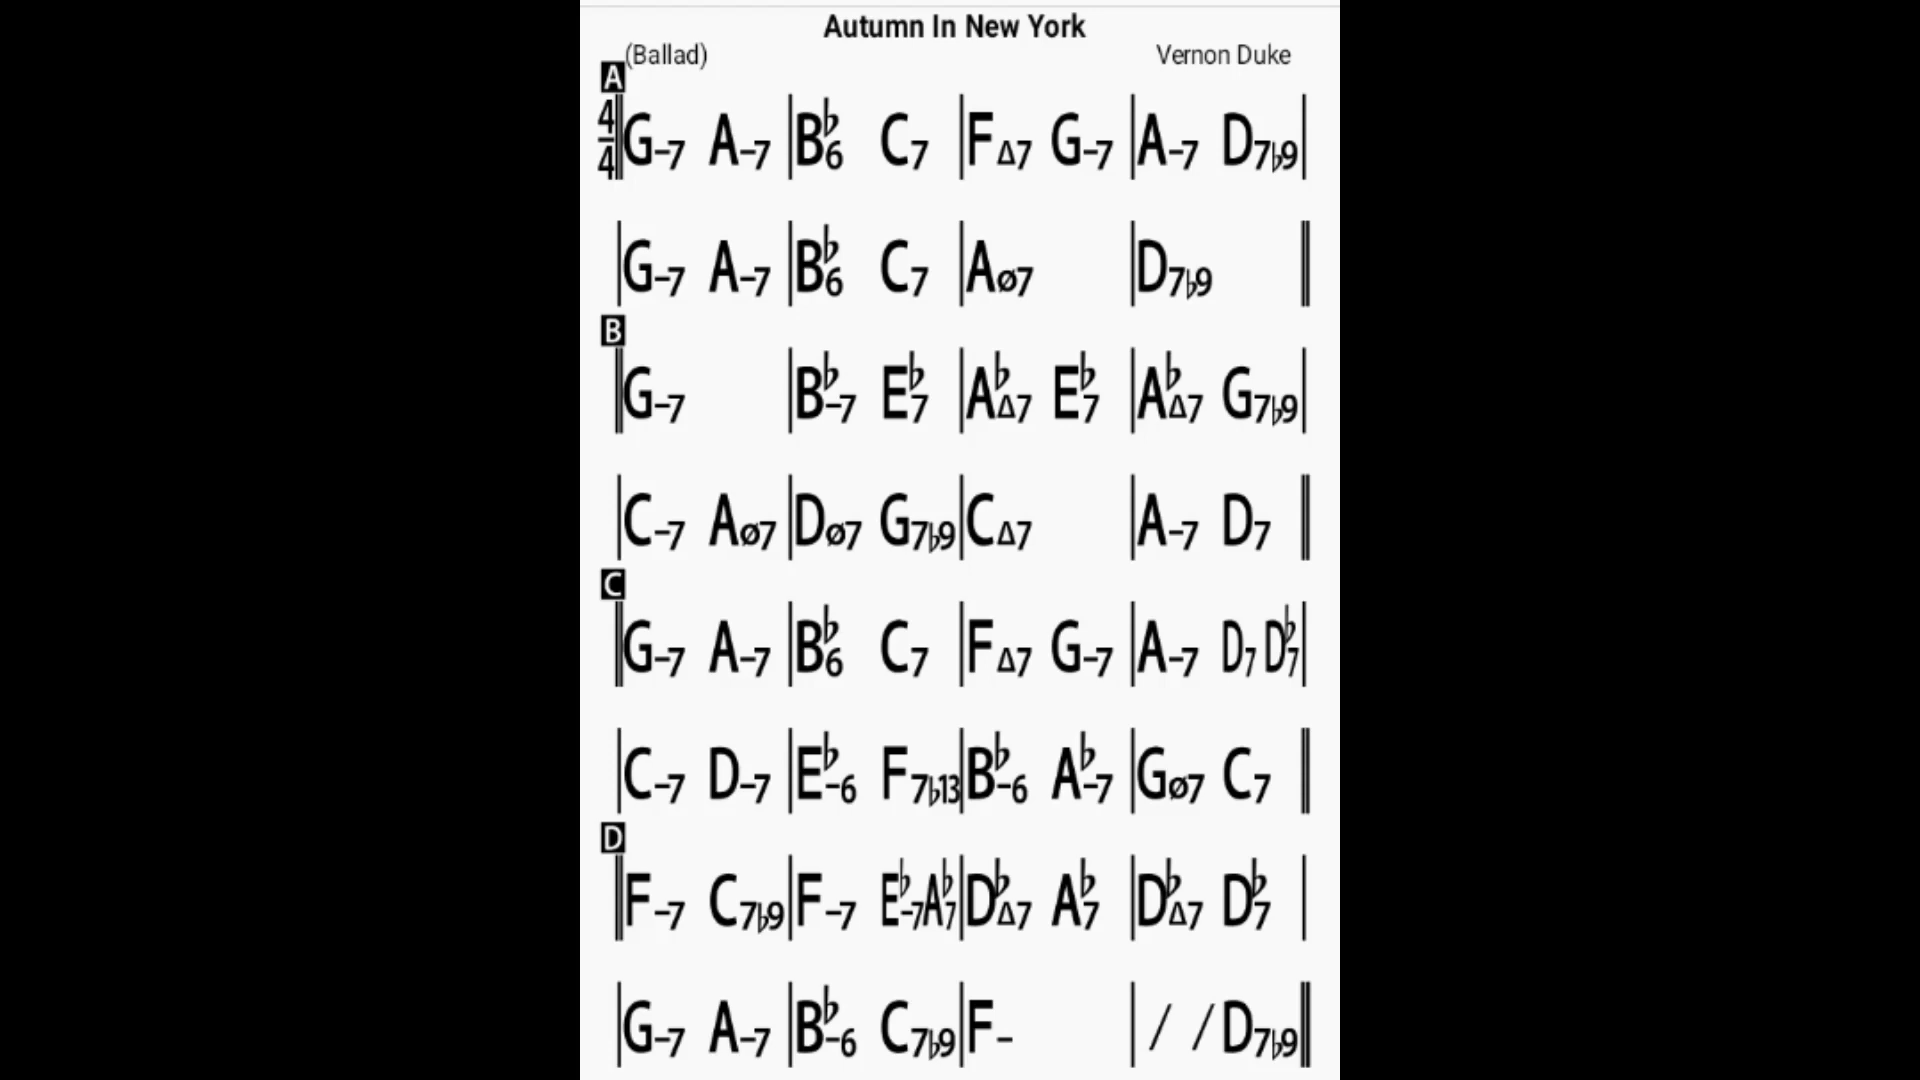 Autumn In New York
(Ballad) Vernon Duke
A
4/4 G-7 A-7 | B♭6 C7 | FΔ7 G-7 | A-7 D7♭9 |
| G-7 A-7 | B♭6 C7 | Aø7 | D7♭9 ||
B
|| G-7 | B♭-7 E♭7 | A♭Δ7 E♭7 | A♭Δ7 G7♭9 |
| C-7 Aø7 | Dø7 G7♭9 | CΔ7 | A-7 D7 ||
C
|| G-7 A-7 | B♭6 C7 | FΔ7 G-7 | A-7 D7 D♭7 |
| C-7 D-7 | E♭-6 F7♭13 | B♭-6 A♭-7 | Gø7 C7 ||
D
|| F-7 C7♭9 | F-7 E♭-7 A♭7 | D♭Δ7 A♭7 | D♭Δ7 D♭7 |
| G-7 A-7 | B♭-6 C7♭9 | F- | / / D7♭9 ||